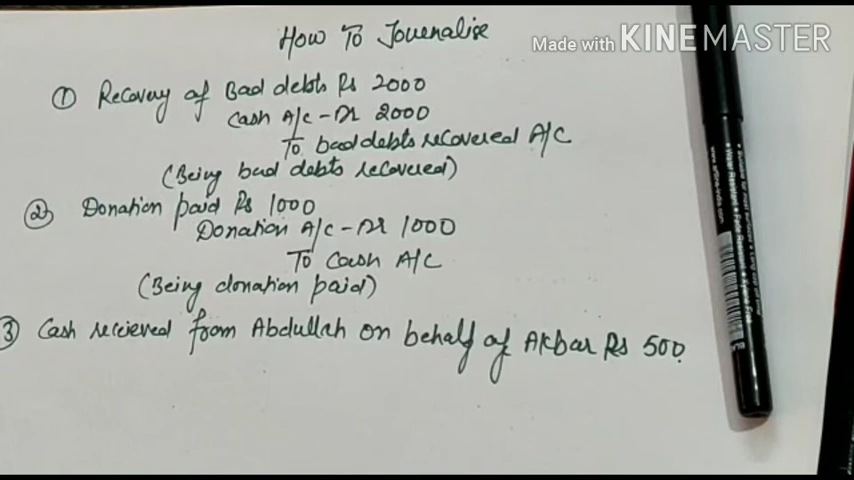 How To Journalise
Made with KINEMASTER
① Recovery of Bad debts Rs 2000
Cash A/c - Dr 2000
To bad debts recovered A/C
(Being bad debts recovered)
② Donation paid Rs 1000
Donation A/c - Dr 1000
To Cash A/C
(Being donation paid)
③ Cash recieved from Abdullah on behalf of Akbar Rs 500.